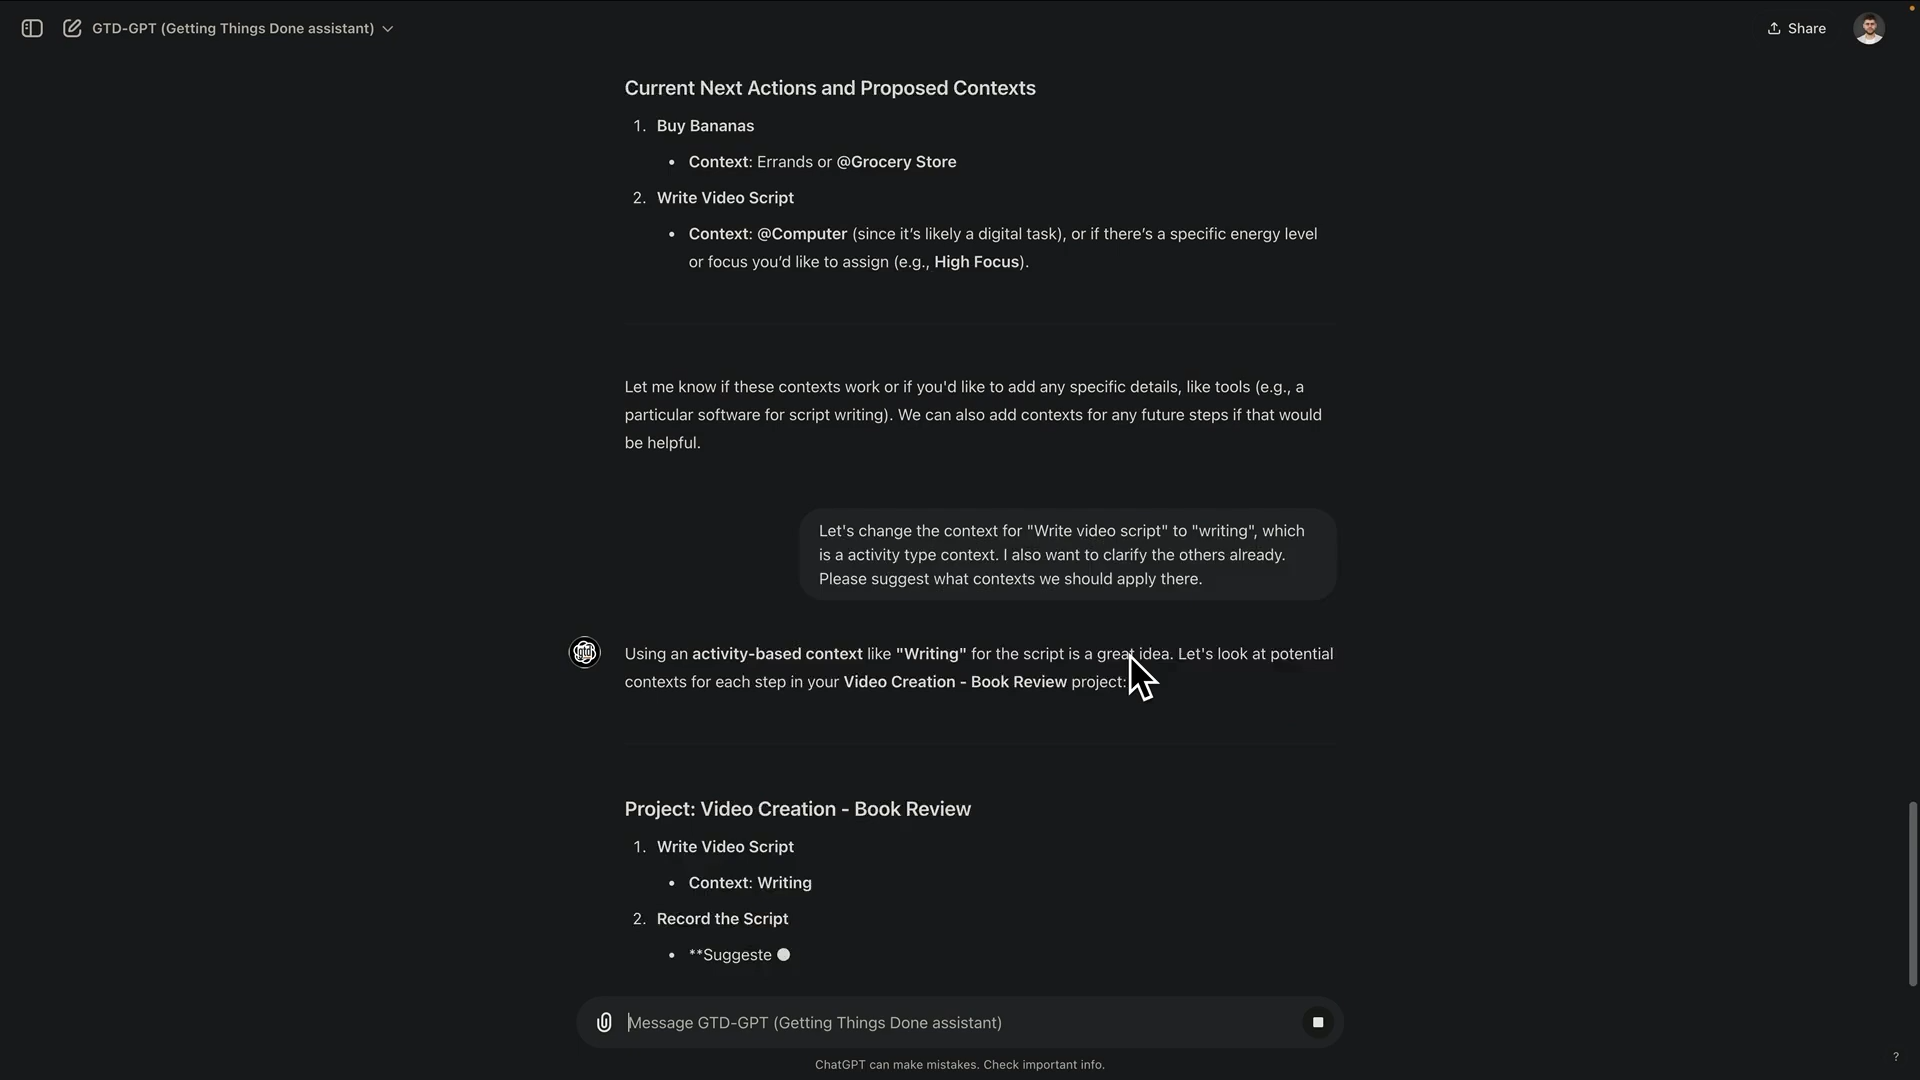 GTD-GPT (Getting Things Done assistant)
Share
Current Next Actions and Proposed Contexts
1. Buy Bananas
• Context: Errands or @Grocery Store
2. Write Video Script
• Context: @Computer (since it’s likely a digital task), or if there’s a specific energy level
or focus you’d like to assign (e.g., High Focus).
Let me know if these contexts work or if you'd like to add any specific details, like tools (e.g., a
particular software for script writing). We can also add contexts for any future steps if that would
be helpful.
Let's change the context for "Write video script" to "writing", which
is a activity type context. I also want to clarify the others already.
Please suggest what contexts we should apply there.
Using an activity-based context like "Writing" for the script is a great idea. Let's look at potential
contexts for each step in your Video Creation - Book Review project:
Project: Video Creation - Book Review
1. Write Video Script
• Context: Writing
2. Record the Script
• **Suggeste
Message GTD-GPT (Getting Things Done assistant)
ChatGPT can make mistakes. Check important info.
?